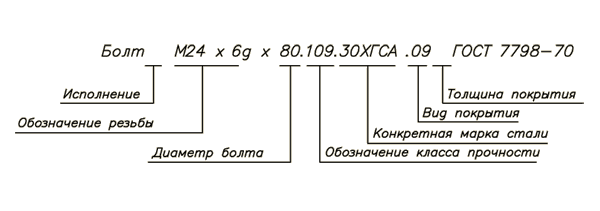 Болт М24 х 6g х 80.109.30ХГСА .09 ГОСТ 7798-70
Исполнение
Толщина покрытия
Обозначение резьбы
Вид покрытия
Конкретная марка стали
Диаметр болта
Обозначение класса прочности